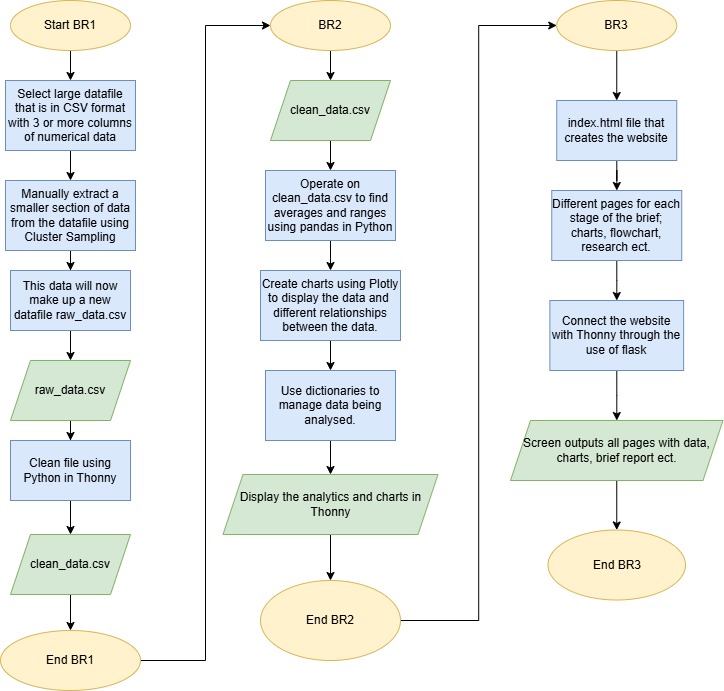 Start BR1
Select large datafile
that is in CSV format
with 3 or more columns
of numerical data
Manually extract a
smaller section of data
from the datafile using
Cluster Sampling
This data will now
make up a new
datafile raw_data.csv
raw_data.csv
Clean file using
Python in Thonny
clean_data.csv
End BR1
BR2
clean_data.csv
Operate on
clean_data.csv to find
averages and ranges
using pandas in Python
Create charts using Plotly
to display the data and
different relationships
between the data.
Use dictionaries to
manage data being
analysed.
Display the analytics and charts in
Thonny
End BR2
BR3
index.html file that
creates the website
Different pages for each
stage of the brief;
charts, flowchart,
research ect.
Connect the website
with Thonny through the
use of flask
Screen outputs all pages with data,
charts, brief report ect.
End BR3